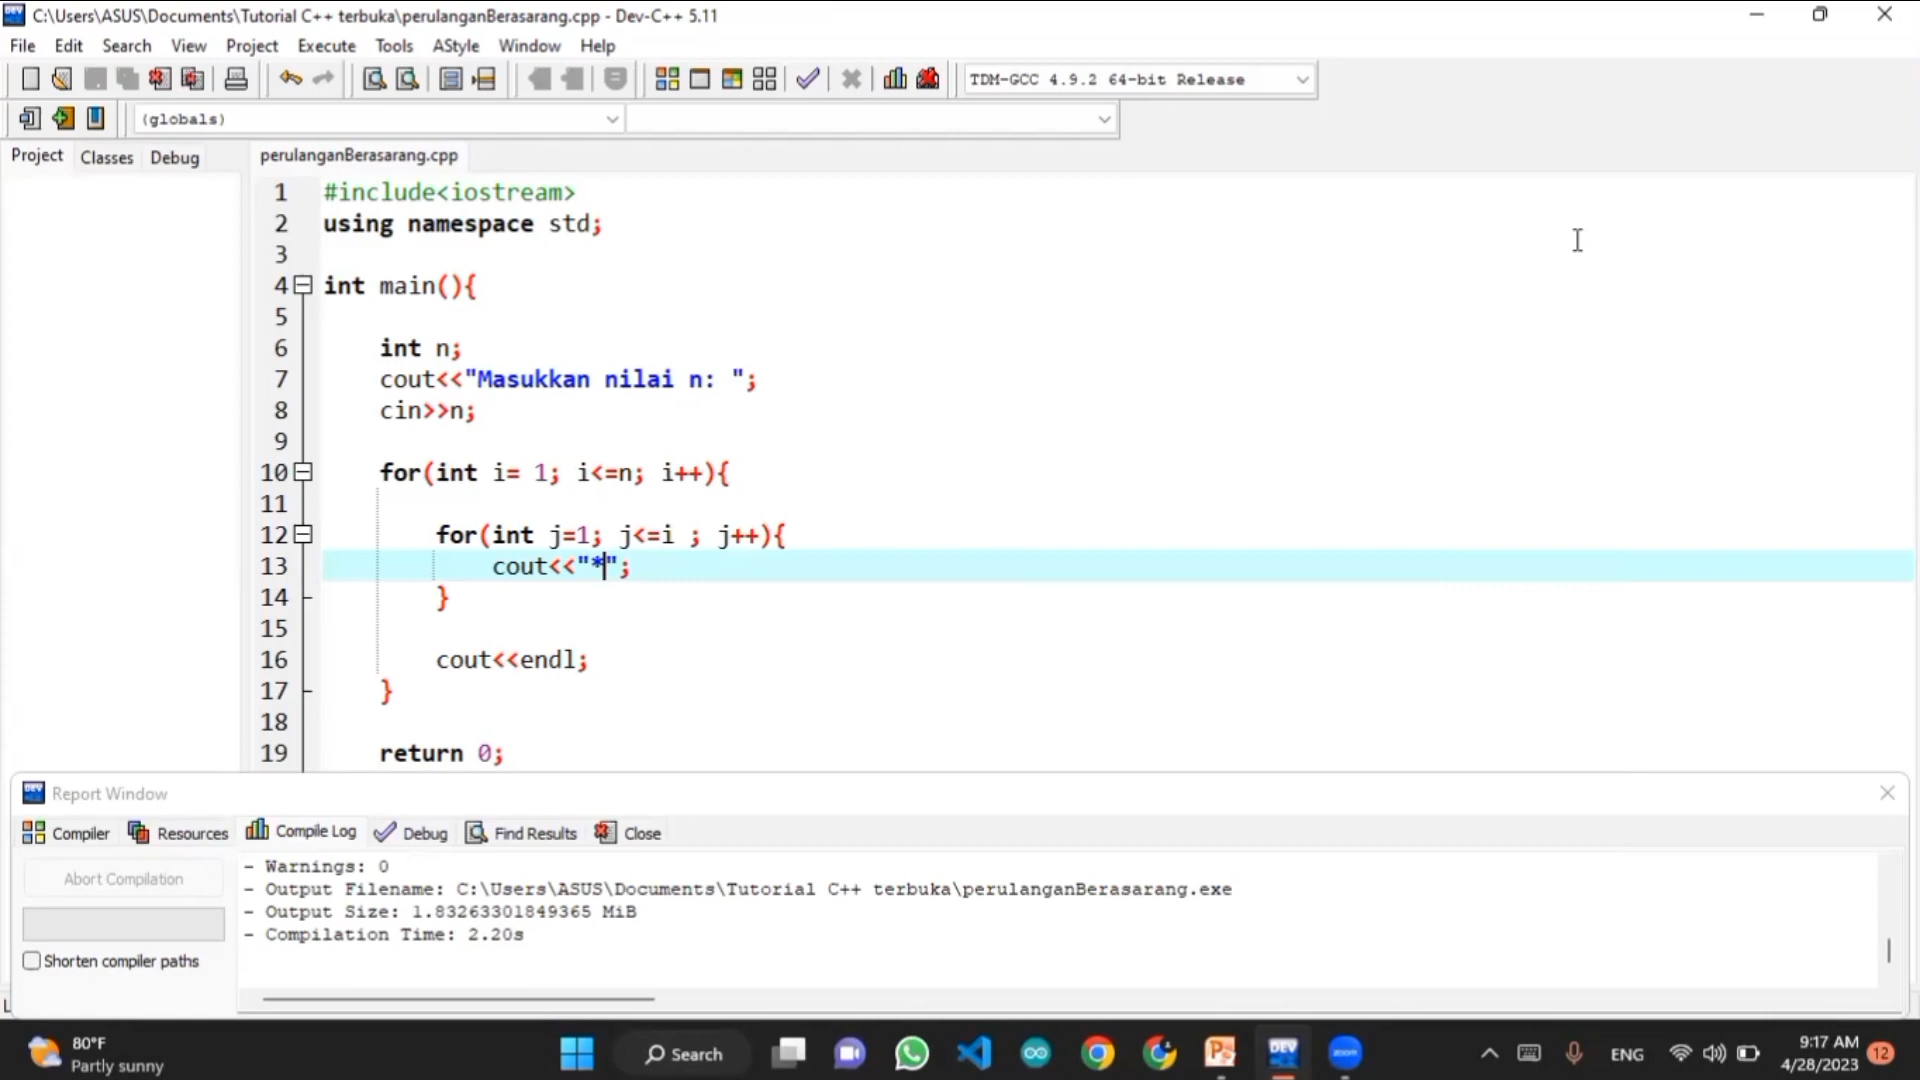 C:\Users\ASUS\Documents\Tutorial C++ terbuka\perulanganBerasarang.cpp - Dev-C++ 5.11
File Edit Search View Project Execute Tools AStyle Window Help
TDM-GCC 4.9.2 64-bit Release
(globals)
Project Classes Debug perulanganBerasarang.cpp
1 #include<iostream>
2 using namespace std;
3
4 int main(){
5
6 int n;
7 cout<<"Masukkan nilai n: ";
8 cin>>n;
9
10 for(int i= 1; i<=n; i++){
11
12 for(int j=1; j<=i ; j++){
13 cout<<"*";
14 }
15
16 cout<<endl;
17 }
18
19 return 0;
Report Window
Compiler Resources Compile Log Debug Find Results Close
Abort Compilation
Shorten compiler paths
- Warnings: 0
- Output Filename: C:\Users\ASUS\Documents\Tutorial C++ terbuka\perulanganBerasarang.exe
- Output Size: 1.83263301849365 MiB
- Compilation Time: 2.20s
80°F
Partly sunny
Search
DEV
zoom
ENG
9:17 AM
4/28/2023
12